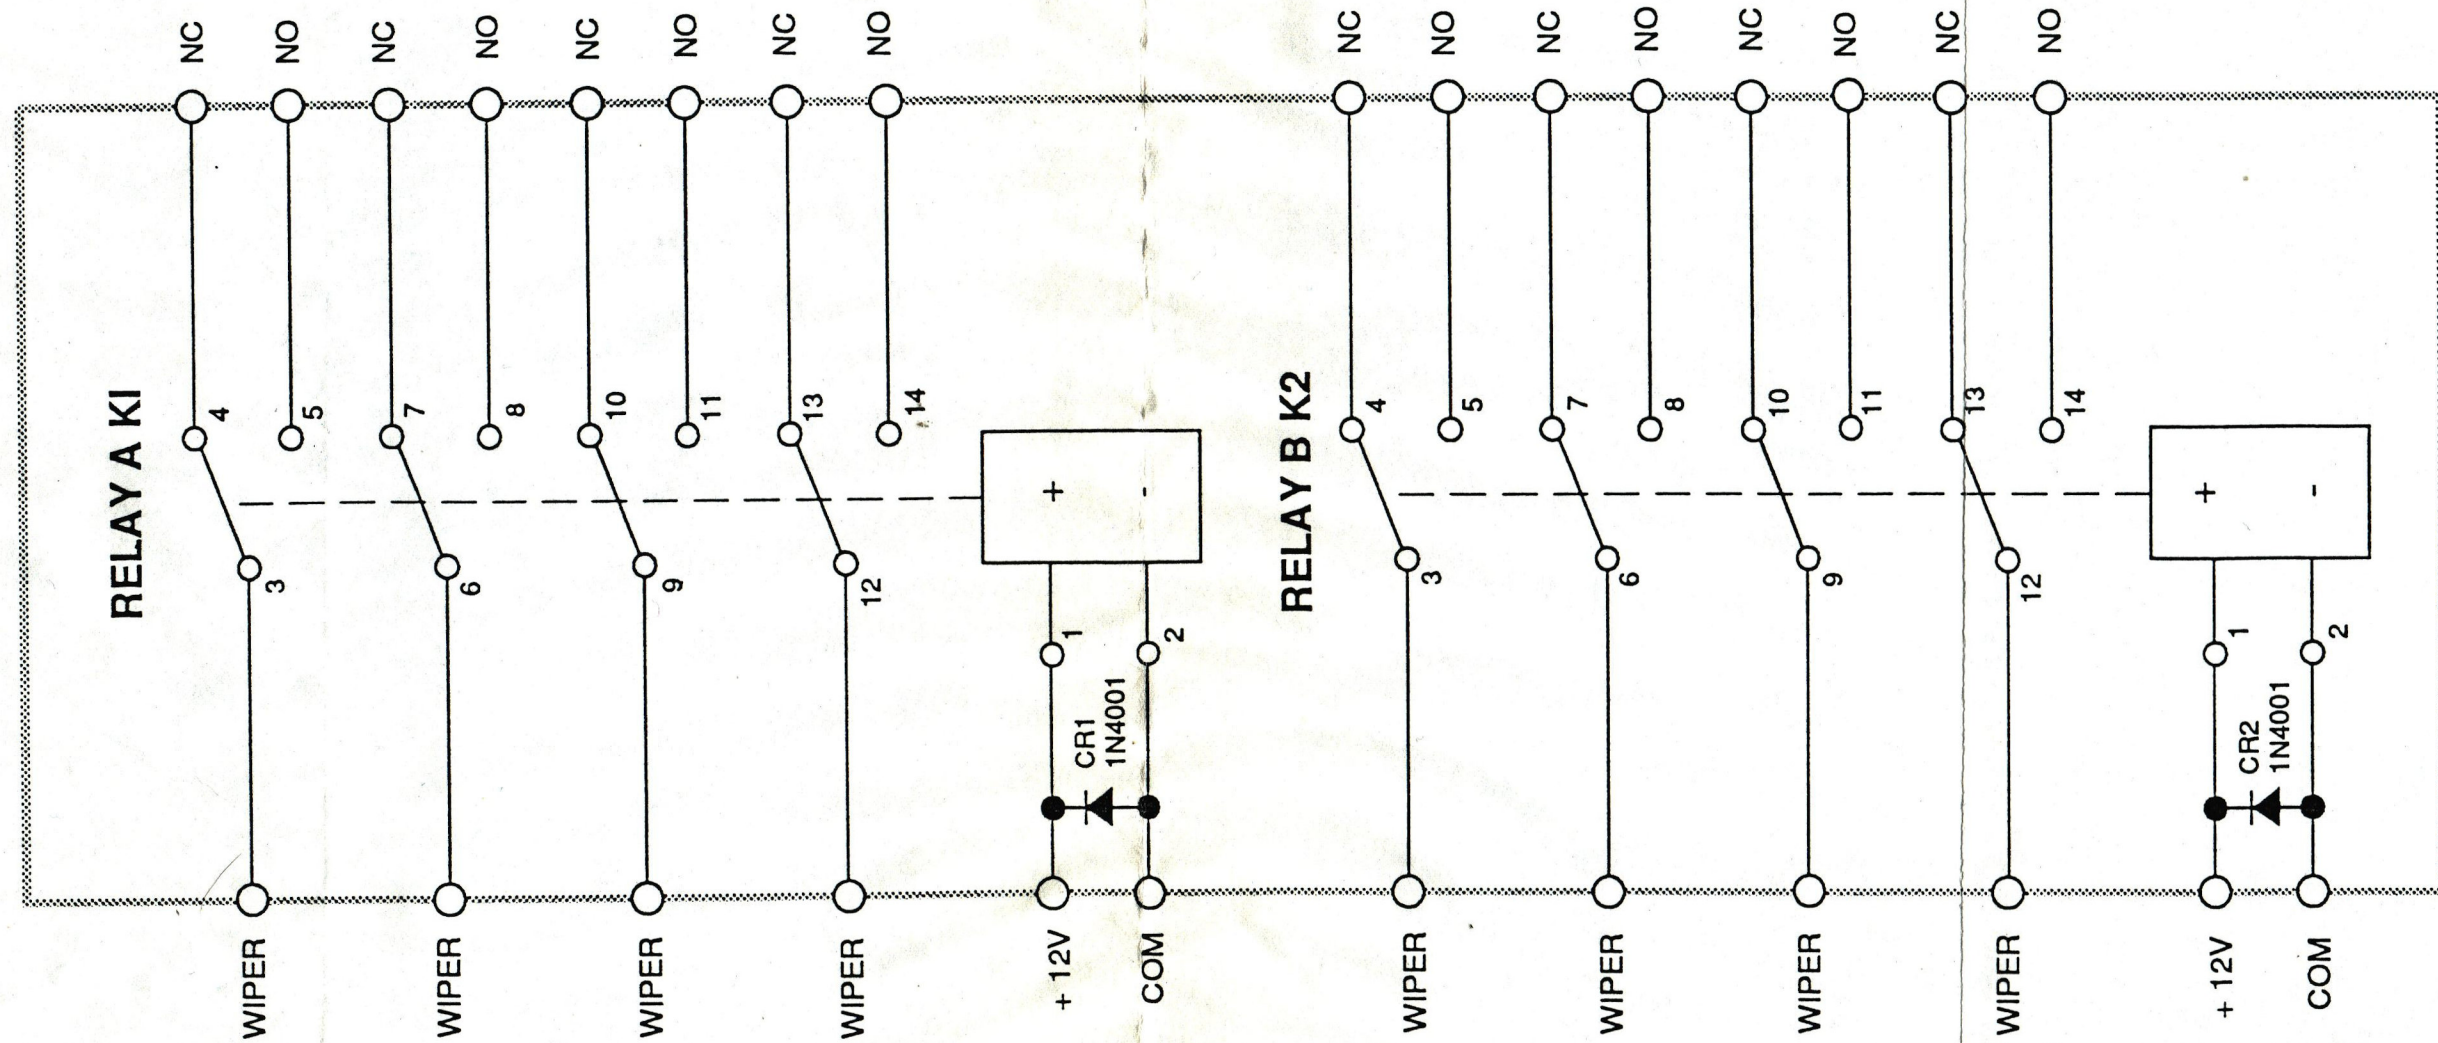 RELAY A KI
NC
4
3
WIPER
NO
5
NC
7
6
WIPER
NO
8
NC
10
9
WIPER
NO
11
NC
13
12
WIPER
NO
14
+
1
+ 12V
-
2
COM
CR1
1N4001
RELAY B K2
NC
4
3
WIPER
NO
5
NC
7
6
WIPER
NO
8
NC
10
9
WIPER
NO
11
NC
13
12
WIPER
NO
14
+
1
+ 12V
-
2
COM
CR2
1N4001